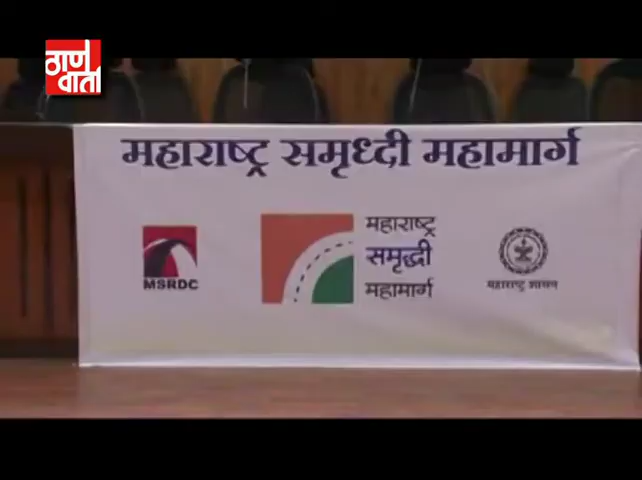 ठाणे
वार्ता
महाराष्ट्र समृध्दी महामार्ग
MSRDC
महाराष्ट्र
समृद्धी
महामार्ग
महाराष्ट्र शासन